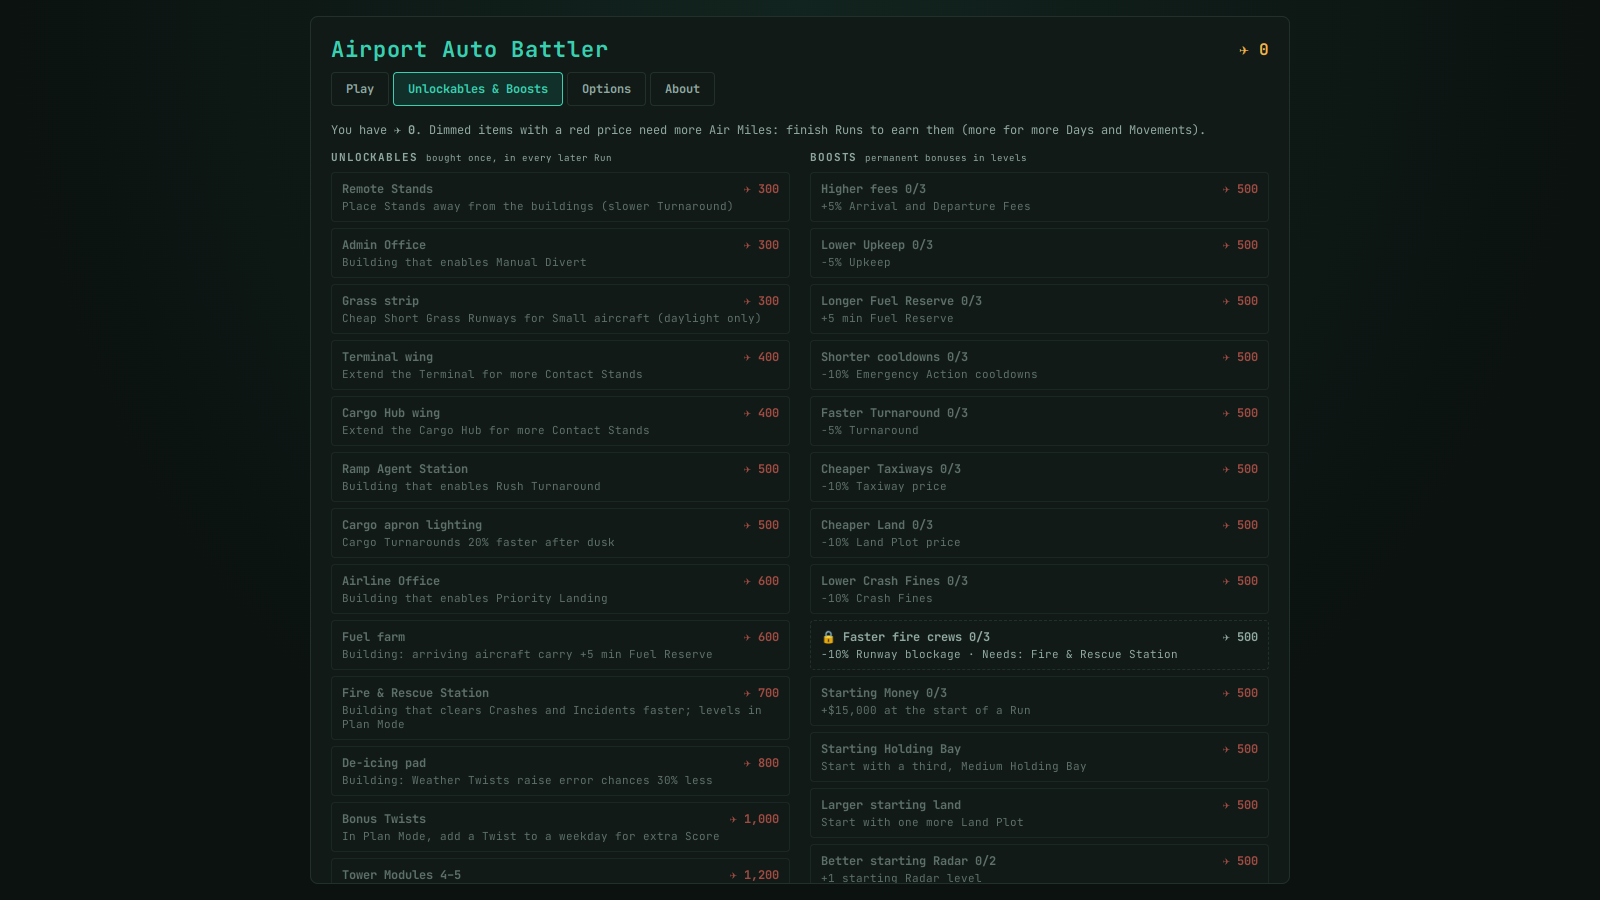 Airport Auto Battler
✈ 0
Play
Unlockables & Boosts
Options
About
You have ✈ 0. Dimmed items with a red price need more Air Miles: finish Runs to earn them (more for more Days and Movements).
UNLOCKABLES bought once, in every later Run
Remote Stands ✈ 300
Place Stands away from the buildings (slower Turnaround)
Admin Office ✈ 300
Building that enables Manual Divert
Grass strip ✈ 300
Cheap Short Grass Runways for Small aircraft (daylight only)
Terminal wing ✈ 400
Extend the Terminal for more Contact Stands
Cargo Hub wing ✈ 400
Extend the Cargo Hub for more Contact Stands
Ramp Agent Station ✈ 500
Building that enables Rush Turnaround
Cargo apron lighting ✈ 500
Cargo Turnarounds 20% faster after dusk
Airline Office ✈ 600
Building that enables Priority Landing
Fuel farm ✈ 600
Building: arriving aircraft carry +5 min Fuel Reserve
Fire & Rescue Station ✈ 700
Building that clears Crashes and Incidents faster; levels in
Plan Mode
De-icing pad ✈ 800
Building: Weather Twists raise error chances 30% less
Bonus Twists ✈ 1,000
In Plan Mode, add a Twist to a weekday for extra Score
Tower Modules 4–5 ✈ 1,200
BOOSTS permanent bonuses in levels
Higher fees 0/3 ✈ 500
+5% Arrival and Departure Fees
Lower Upkeep 0/3 ✈ 500
-5% Upkeep
Longer Fuel Reserve 0/3 ✈ 500
+5 min Fuel Reserve
Shorter cooldowns 0/3 ✈ 500
-10% Emergency Action cooldowns
Faster Turnaround 0/3 ✈ 500
-5% Turnaround
Cheaper Taxiways 0/3 ✈ 500
-10% Taxiway price
Cheaper Land 0/3 ✈ 500
-10% Land Plot price
Lower Crash Fines 0/3 ✈ 500
-10% Crash Fines
🔒 Faster fire crews 0/3 ✈ 500
-10% Runway blockage · Needs: Fire & Rescue Station
Starting Money 0/3 ✈ 500
+$15,000 at the start of a Run
Starting Holding Bay ✈ 500
Start with a third, Medium Holding Bay
Larger starting land ✈ 500
Start with one more Land Plot
Better starting Radar 0/2 ✈ 500
+1 starting Radar level